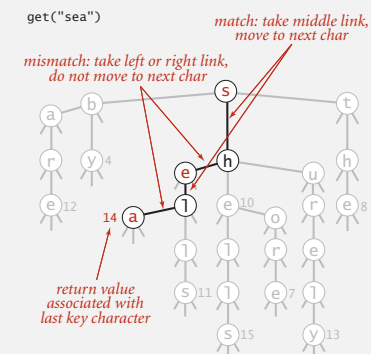 get("sea")
match: take middle link,
move to next char
mismatch: take left or right link,
do not move to next char
s
b
t
a
y 4
h
r
h
e
u
e 12
14 a
l
e 10
o
r
e 8
l
l
r
e
s 11
l
e 7
l
s 15
y 13
return value
associated with
last key character